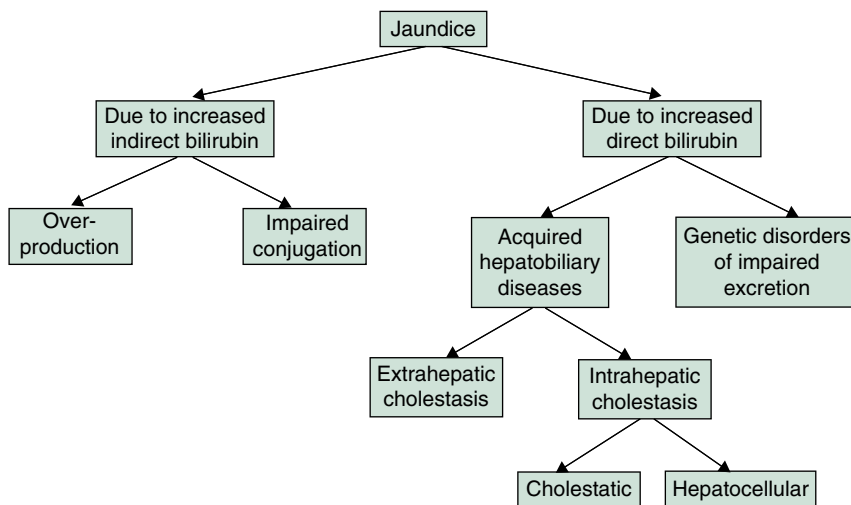 Jaundice
Due to increased
indirect bilirubin
Due to increased
direct bilirubin
Over-
production
Impaired
conjugation
Acquired
hepatobiliary
diseases
Genetic disorders
of impaired
excretion
Extrahepatic
cholestasis
Intrahepatic
cholestasis
Cholestatic
Hepatocellular